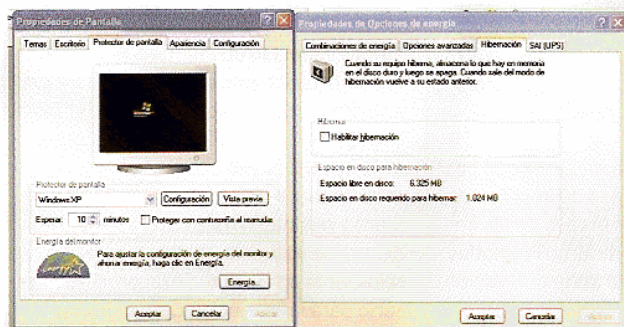 Propiedades de Pantalla
Temas Escritorio Protector de pantalla Apariencia Configuración
Protector de pantalla
Windows XP Configuración Vista previa
Esperar: 10 minutos Proteger con contraseña al reanudar
Energía del monitor
Para ajustar la configuración de energía del monitor y
ahorrar energía, haga clic en Energía.
Energía...
Aceptar Cancelar Aplicar
Propiedades de Opciones de energía
Combinaciones de energía Opciones avanzadas Hibernación SAI (UPS)
Cuando su equipo hiberna, almacena lo que hay en memoria
en el disco duro y luego se apaga. Cuando sale del modo de
hibernación vuelve a su estado anterior.
Hibernar
Habilitar hibernación
Espacio en disco para hibernación
Espacio libre en disco: 6.325 MB
Espacio en disco requerido para hibernar: 1.024 MB
Aceptar Cancelar Aplicar